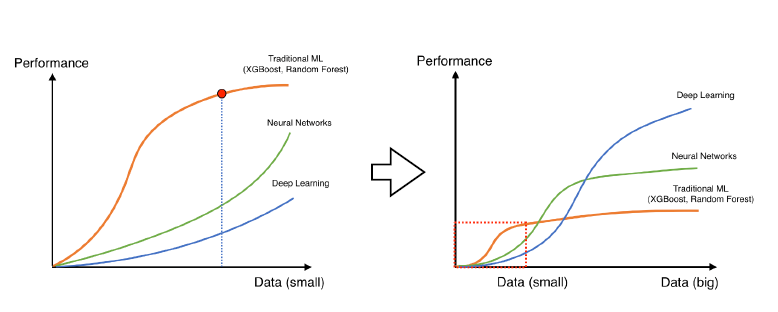 Performance
Traditional ML
(XGBoost, Random Forest)
Neural Networks
Deep Learning
Data (small)
Performance
Deep Learning
Neural Networks
Traditional ML
(XGBoost, Random Forest)
Data (small)
Data (big)